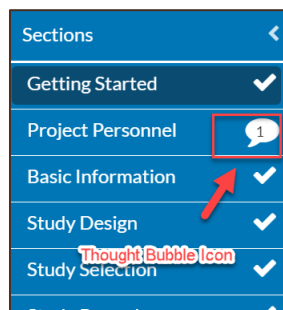 Sections
Getting Started
Project Personnel 1
Basic Information
Study Design
Thought Bubble Icon
Study Selection